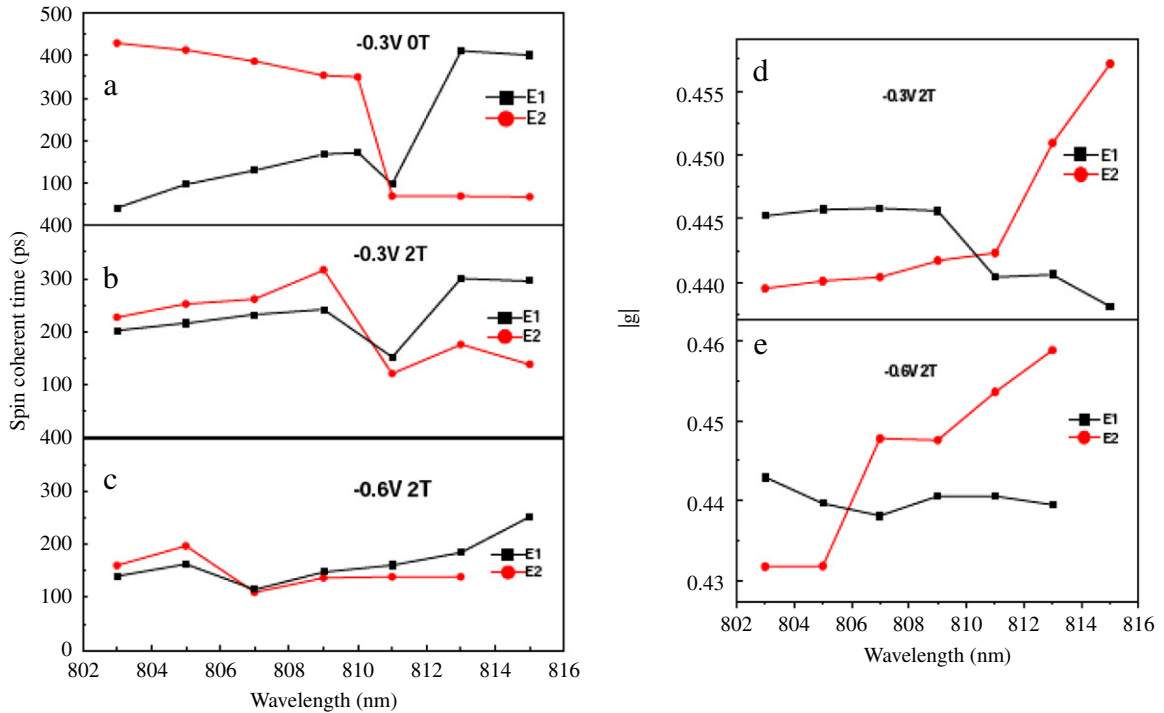 Spin coherent time (ps)
500
400
300
200
100
400
300
200
100
400
300
200
100
0
a
-0.3V 0T
E1
E2
b
-0.3V 2T
E1
E2
c
-0.6V 2T
E1
E2
802 804 806 808 810 812 814 816
Wavelength (nm)
|g|
0.455
0.450
0.445
0.440
0.46
0.45
0.44
0.43
d
-0.3V 2T
E1
E2
e
-0.6V 2T
E1
E2
802 804 806 808 810 812 814 816
Wavelength (nm)